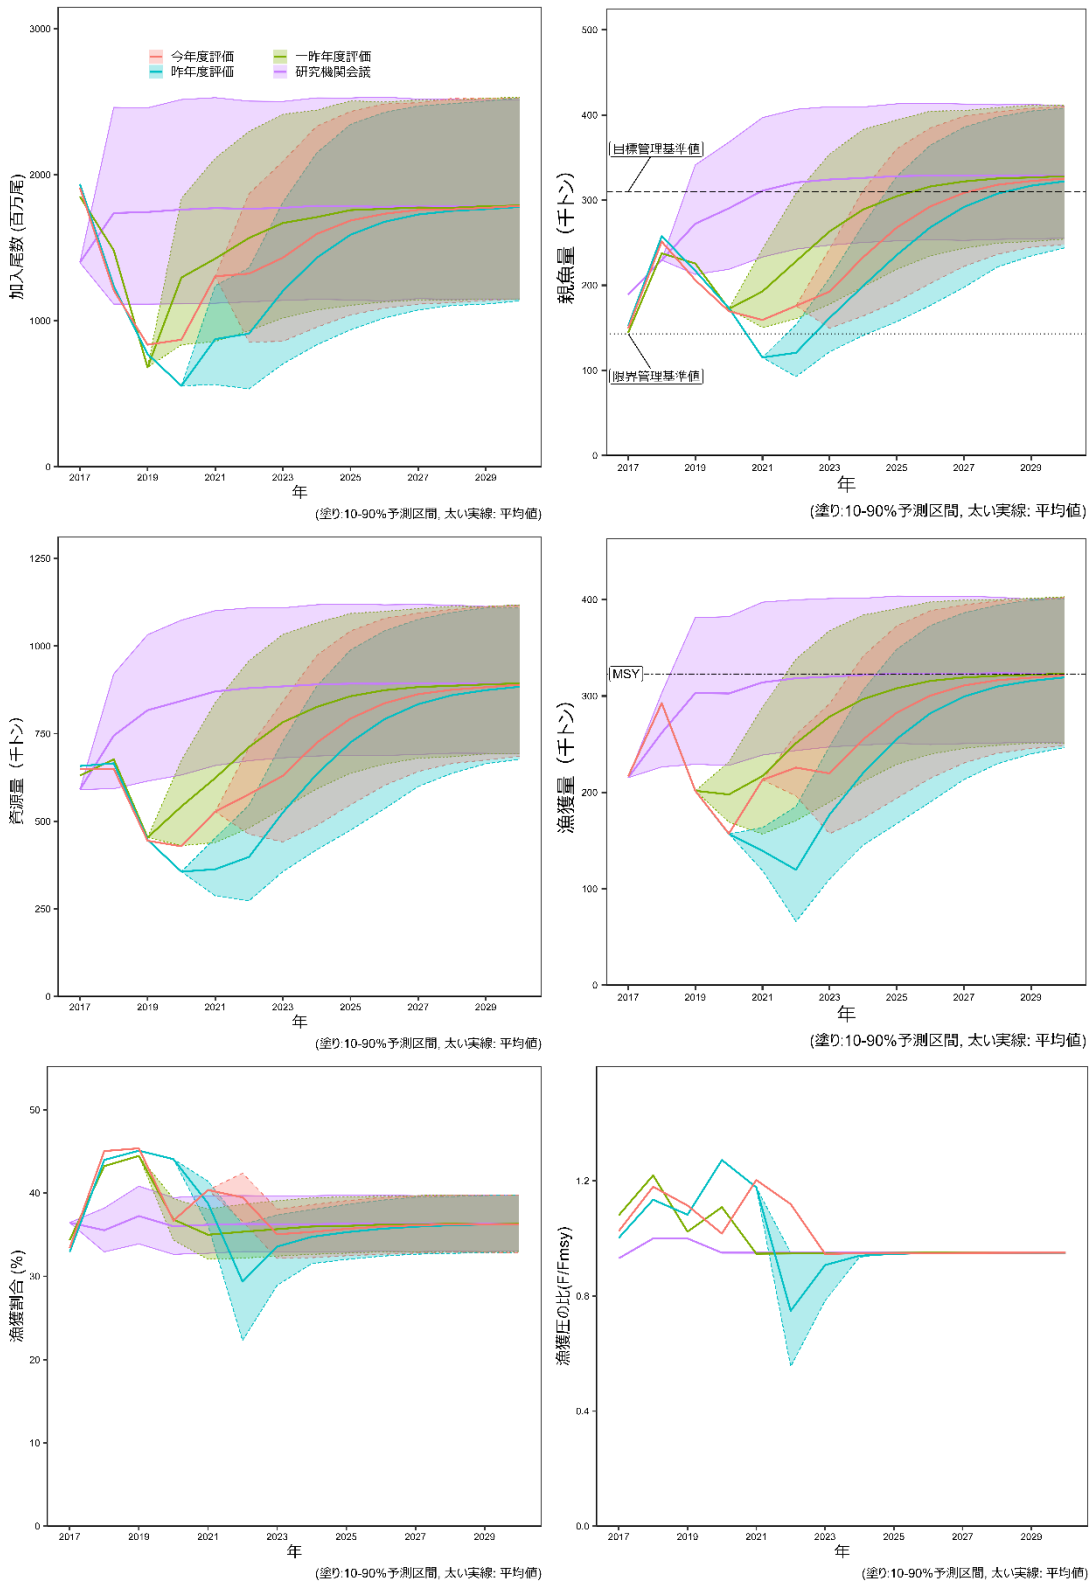 3000
2000
1000
0
加入尾数 (百万尾)
今年度評価
昨年度評価
一昨年度評価
研究機関会議
2017 2019 2021 2023 2025 2027 2029
年
(塗り:10-90%予測区間, 太い実線: 平均値)
500
400
300
200
100
0
親魚量 (千トン)
目標管理基準値
限界管理基準値
2017 2019 2021 2023 2025 2027 2029
年
(塗り:10-90%予測区間, 太い実線: 平均値)
1250
1000
750
500
250
0
資源量 (千トン)
2017 2019 2021 2023 2025 2027 2029
年
(塗り:10-90%予測区間, 太い実線: 平均値)
400
300
200
100
0
漁獲量 (千トン)
MSY
2017 2019 2021 2023 2025 2027 2029
年
(塗り:10-90%予測区間, 太い実線: 平均値)
50
40
30
20
10
0
漁獲割合 (%)
2017 2019 2021 2023 2025 2027 2029
年
(塗り:10-90%予測区間, 太い実線: 平均値)
1.2
0.8
0.4
0.0
漁獲圧の比(F/Fmsy)
2017 2019 2021 2023 2025 2027 2029
年
(塗り:10-90%予測区間, 太い実線: 平均値)